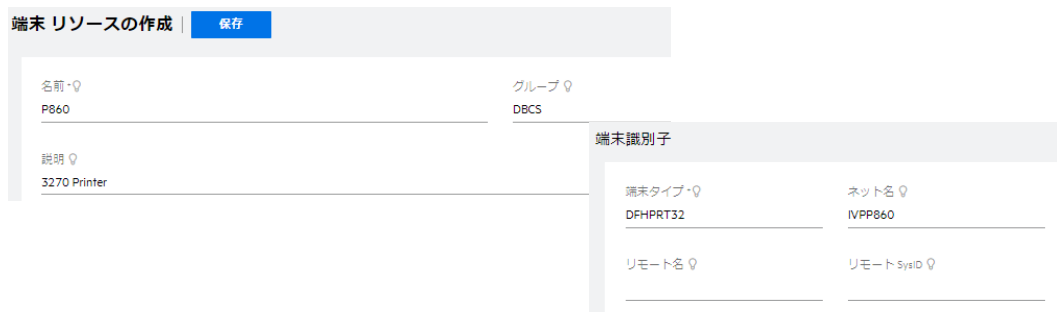 端末 リソースの作成 | 保存
名前 * グループ
P860 DBCS
説明
3270 Printer
端末識別子
端末タイプ * ネット名
DFHPRT32 IVPP860
リモート名 リモート SysID